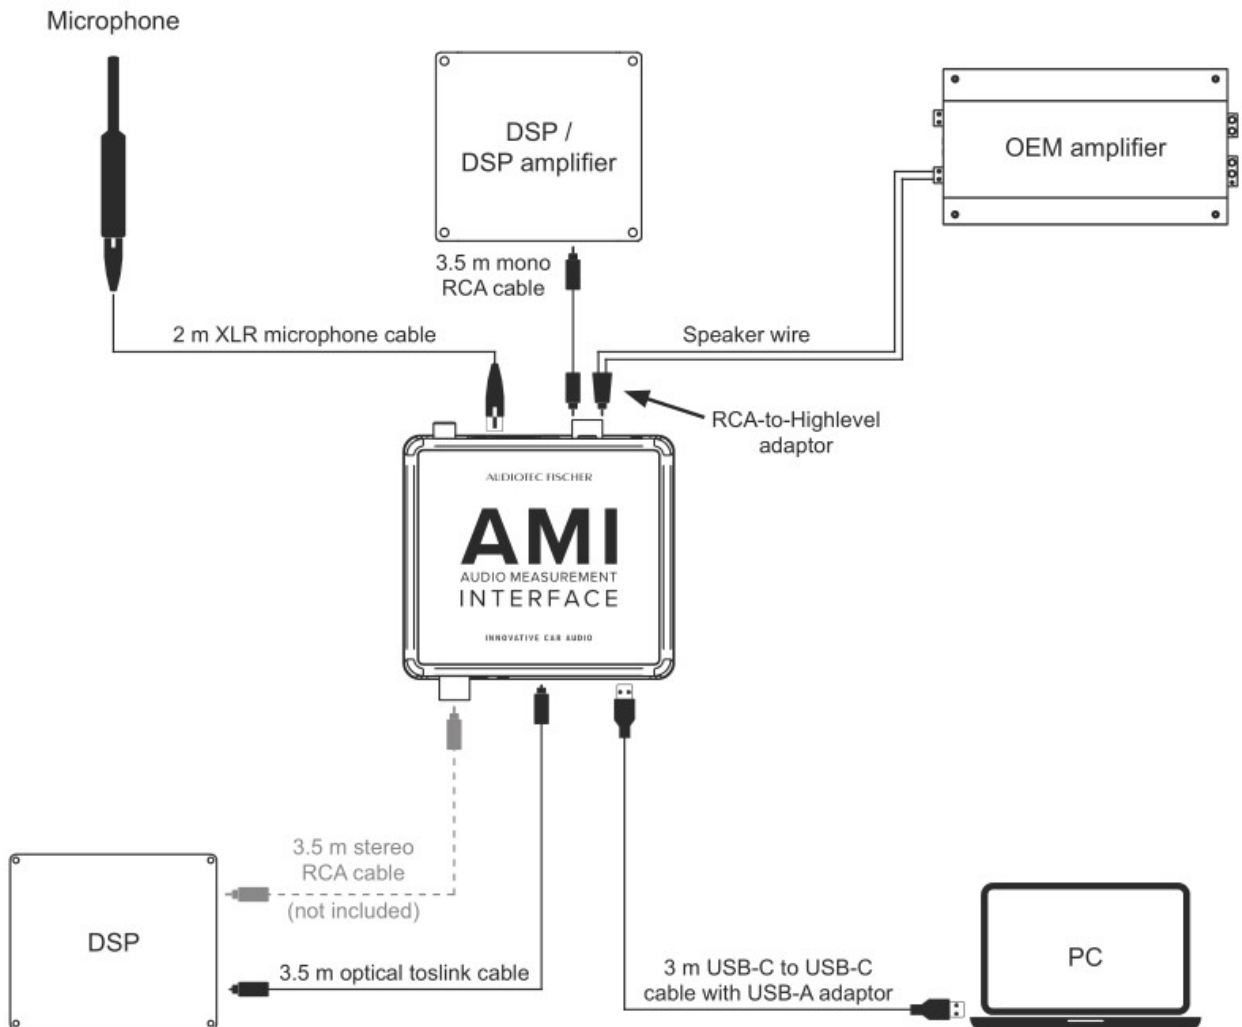 Microphone
DSP /
DSP amplifier
OEM amplifier
3.5 m mono
RCA cable
2 m XLR microphone cable
Speaker wire
RCA-to-Highlevel
adaptor
AUDIOTEC FISCHER
AMI
AUDIO MEASUREMENT
INTERFACE
INNOVATIVE CAR AUDIO
3.5 m stereo
RCA cable
(not included)
DSP
3.5 m optical toslink cable
3 m USB-C to USB-C
cable with USB-A adaptor
PC